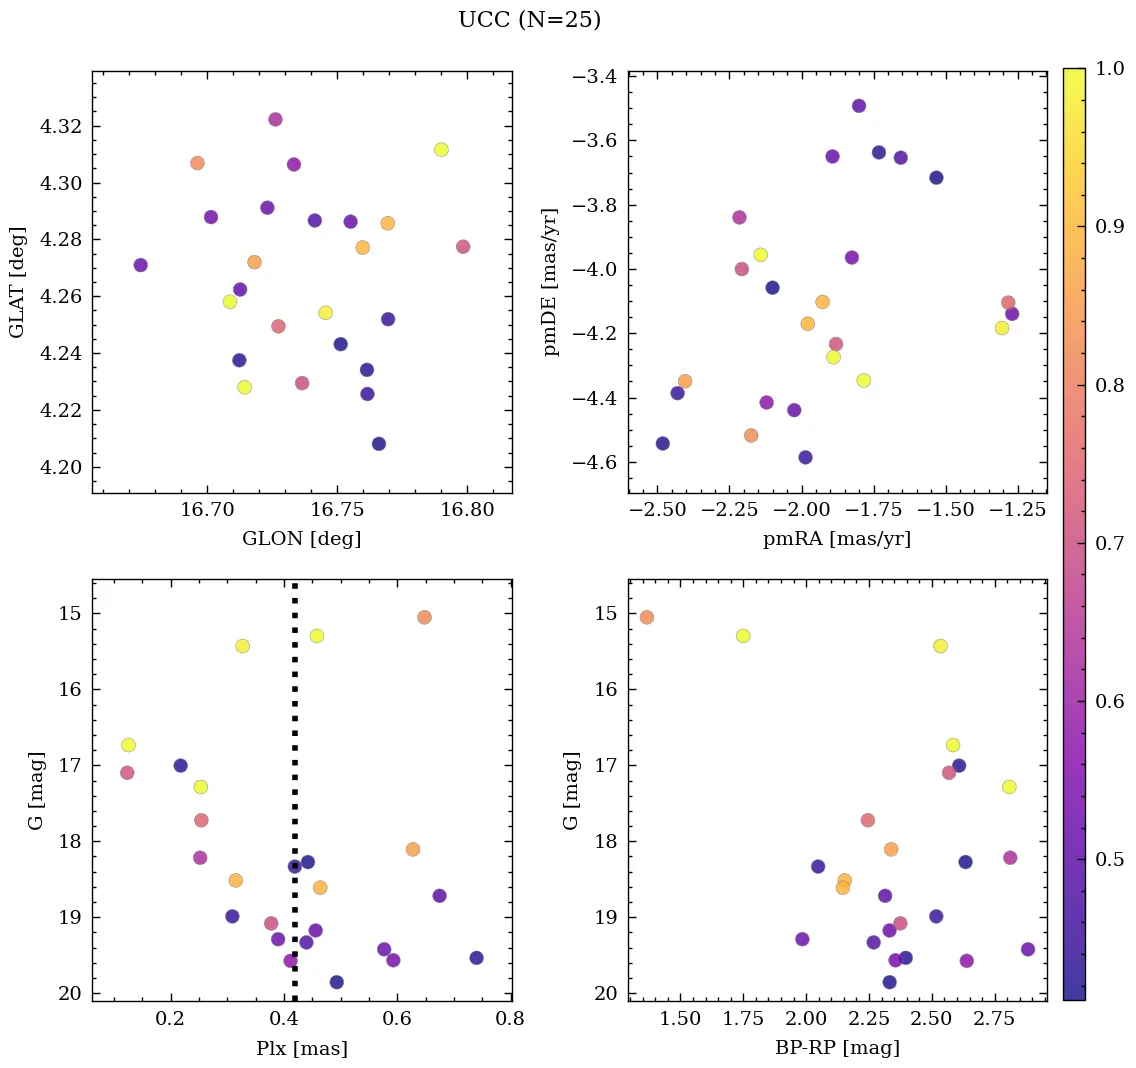 UCC (N=25)
4.32
4.30
4.28
4.26
4.24
4.22
4.20
GLAT [deg]
16.70 16.75 16.80
GLON [deg]
−3.4
−3.6
−3.8
−4.0
−4.2
−4.4
−4.6
pmDE [mas/yr]
−2.50 −2.25 −2.00 −1.75 −1.50 −1.25
pmRA [mas/yr]
1.0
0.9
0.8
0.7
0.6
0.5
15
16
17
18
19
20
G [mag]
0.2 0.4 0.6 0.8
Plx [mas]
15
16
17
18
19
20
G [mag]
1.50 1.75 2.00 2.25 2.50 2.75
BP-RP [mag]